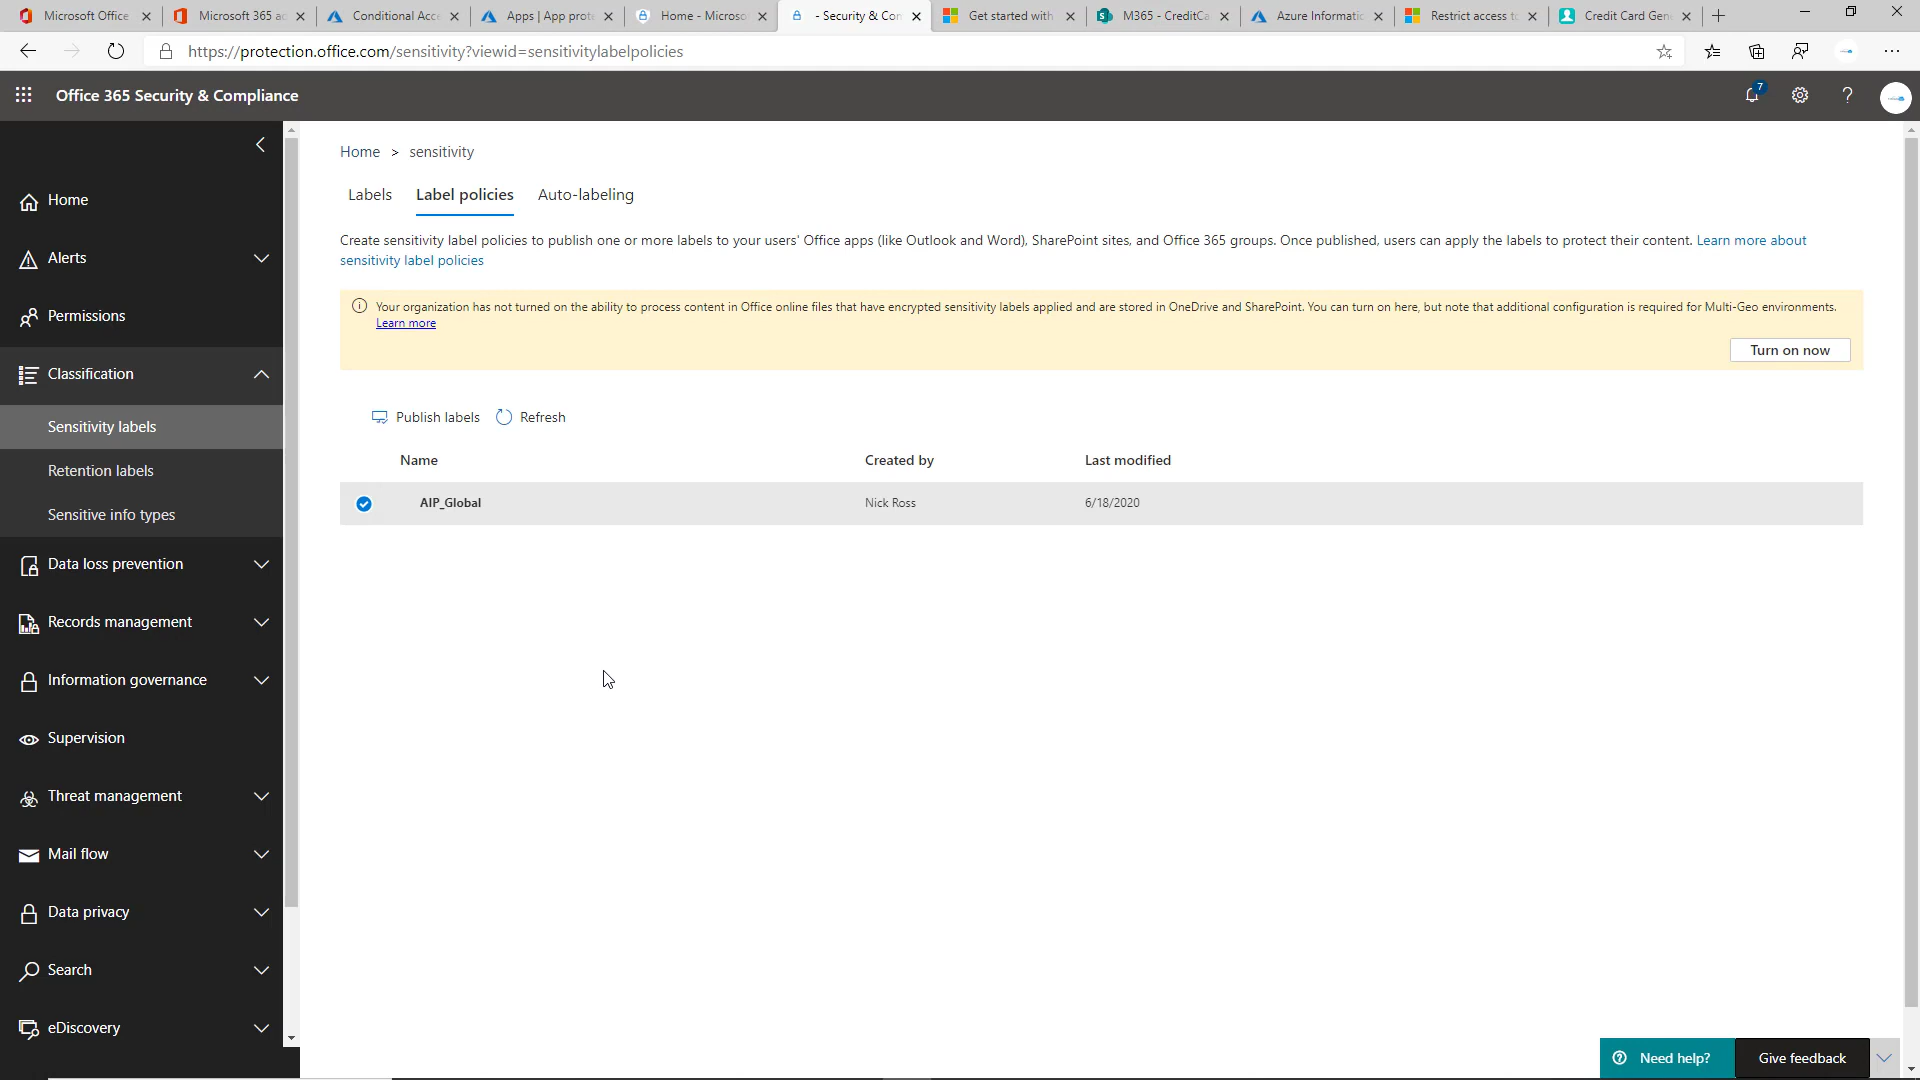 Microsoft Office
Microsoft 365 a
Conditional Acc
Apps | App prot
Home - Microso
- Security & Con
Get started with
M365 - CreditCa
Azure Informati
Restrict access to
Credit Card Gen
https://protection.office.com/sensitivity?viewid=sensitivitylabelpolicies
Office 365 Security & Compliance
7
?
Home > sensitivity
Labels Label policies Auto-labeling
Create sensitivity label policies to publish one or more labels to your users' Office apps (like Outlook and Word), SharePoint sites, and Office 365 groups. Once published, users can apply the labels to protect their content. Learn more about
sensitivity label policies
Your organization has not turned on the ability to process content in Office online files that have encrypted sensitivity labels applied and are stored in OneDrive and SharePoint. You can turn on here, but note that additional configuration is required for Multi-Geo environments.
Learn more
Turn on now
Publish labels Refresh
Name Created by Last modified
AIP_Global Nick Ross 6/18/2020
Home
Alerts
Permissions
Classification
Sensitivity labels
Retention labels
Sensitive info types
Data loss prevention
Records management
Information governance
Supervision
Threat management
Mail flow
Data privacy
Search
eDiscovery
Need help?
Give feedback